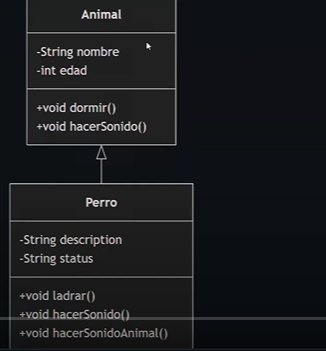 Animal
-String nombre
-int edad
+void dormir()
+void hacerSonido()
Perro
-String description
-String status
+void ladrar()
+void hacerSonido()
+void hacerSonidoAnimal()